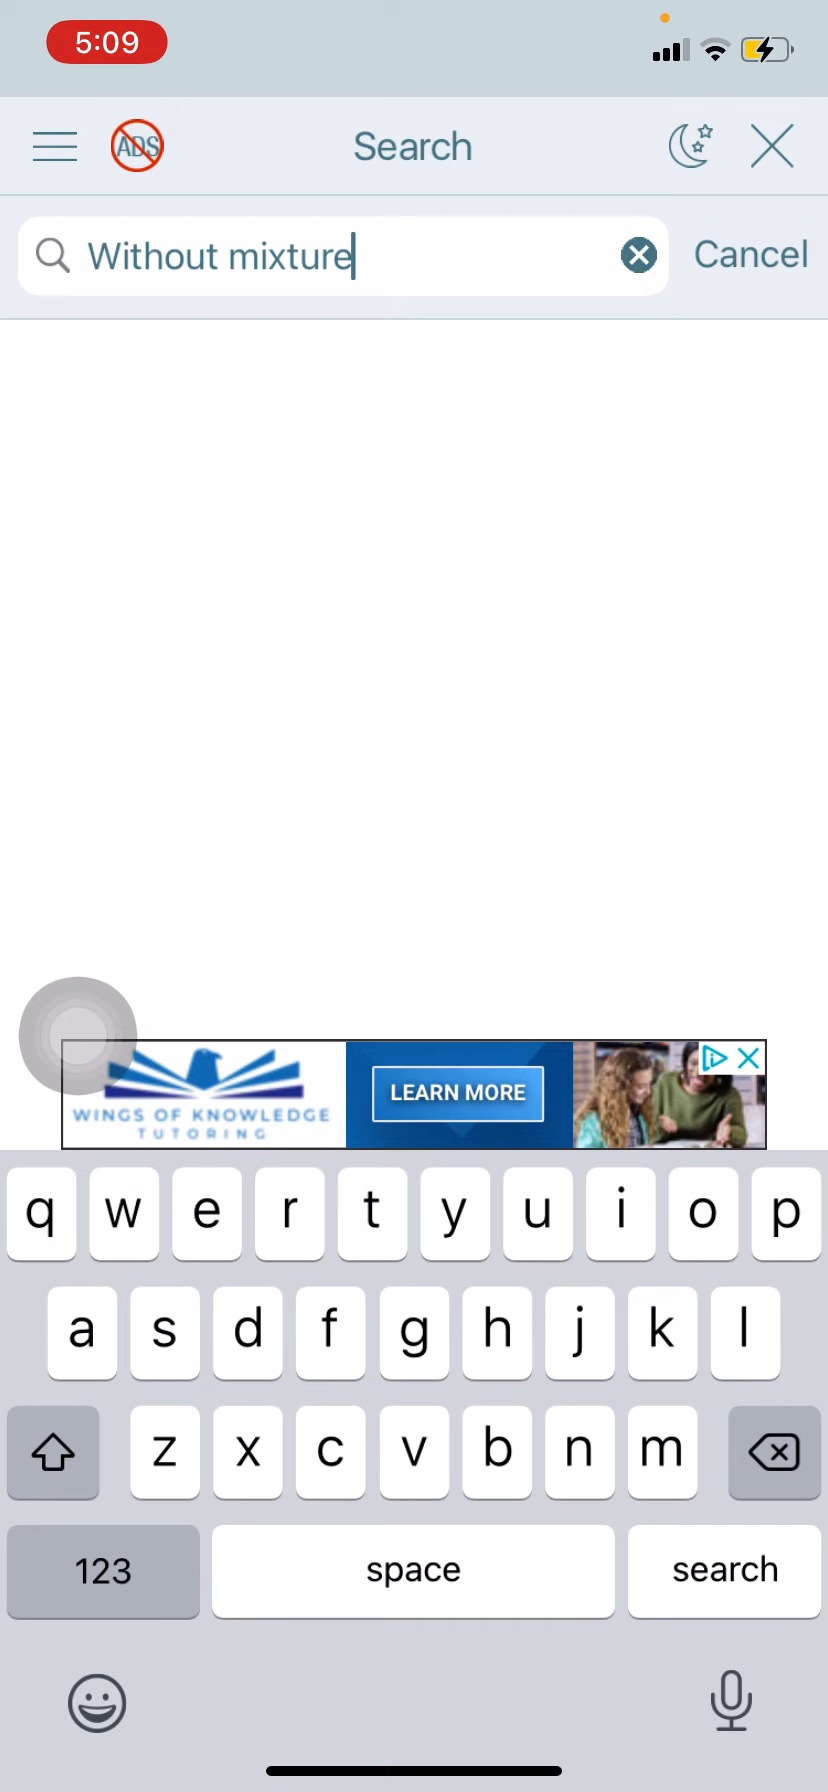 5:09
ADS
Search
Without mixture
Cancel
WINGS OF KNOWLEDGE
TUTORING
LEARN MORE
q w e r t y u i o p
a s d f g h j k l
z x c v b n m
123 space search